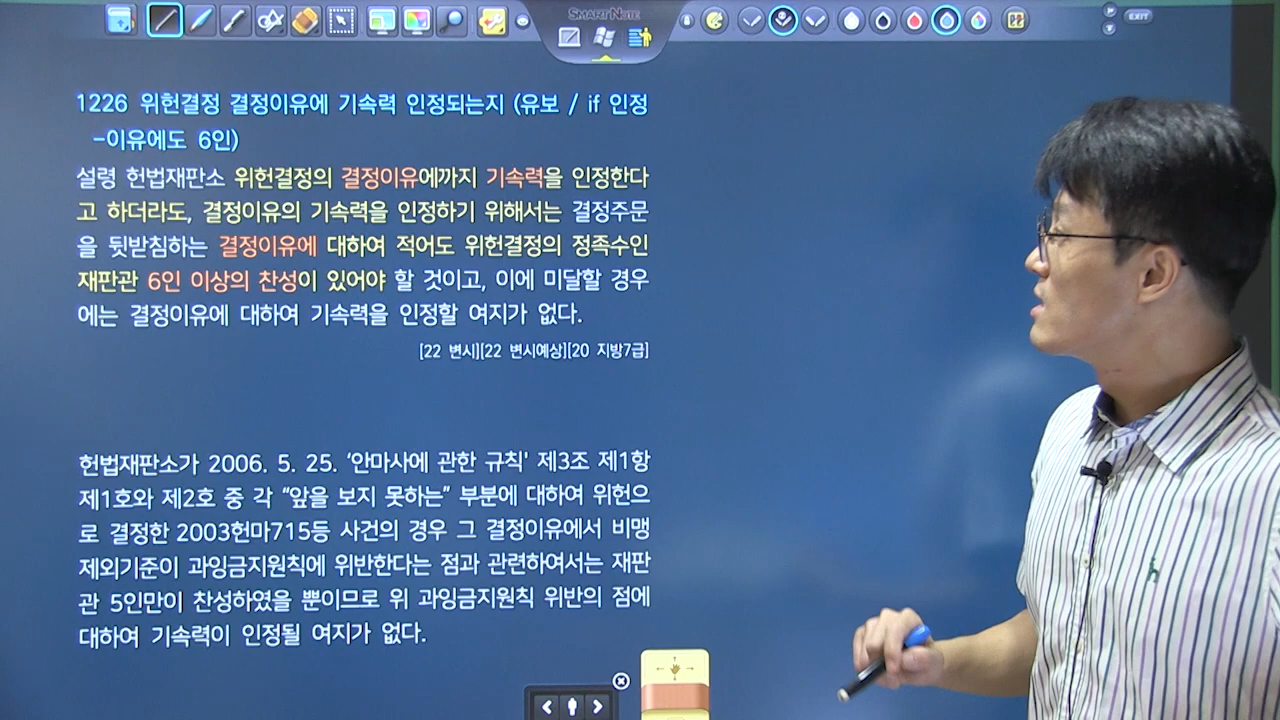 SMART NOTE
EXIT
1226 위헌결정 결정이유에 기속력 인정되는지 (유보 / if 인정
-이유에도 6인)
설령 헌법재판소 위헌결정의 결정이유에까지 기속력을 인정한다
고 하더라도, 결정이유의 기속력을 인정하기 위해서는 결정주문
을 뒷받침하는 결정이유에 대하여 적어도 위헌결정의 정족수인
재판관 6인 이상의 찬성이 있어야 할 것이고, 이에 미달할 경우
에는 결정이유에 대하여 기속력을 인정할 여지가 없다.
[22 변시][22 변시예상][20 지방7급]
헌법재판소가 2006. 5. 25. ‘안마사에 관한 규칙' 제3조 제1항
제1호와 제2호 중 각 “앞을 보지 못하는” 부분에 대하여 위헌으
로 결정한 2003헌마715등 사건의 경우 그 결정이유에서 비맹
제외기준이 과잉금지원칙에 위반한다는 점과 관련하여서는 재판
관 5인만이 찬성하였을 뿐이므로 위 과잉금지원칙 위반의 점에
대하여 기속력이 인정될 여지가 없다.